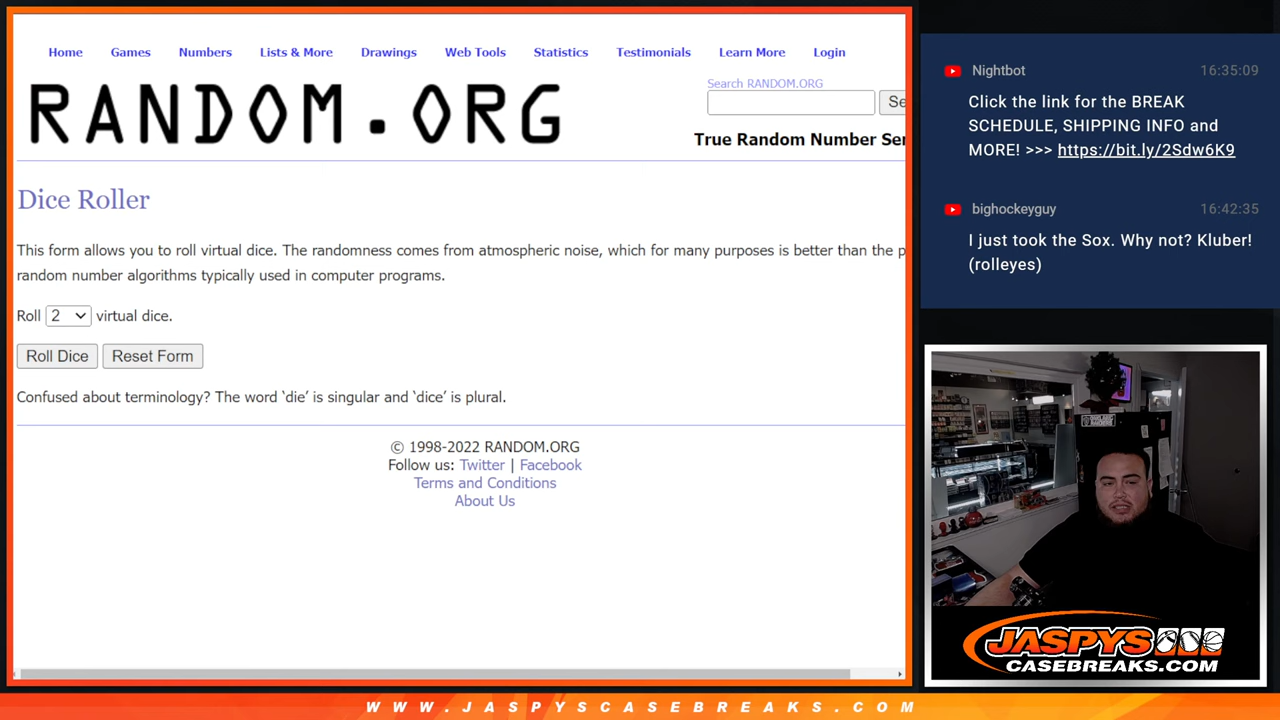 Home Games Numbers Lists & More Drawings Web Tools Statistics Testimonials Learn More Login
RANDOM.ORG
Search RANDOM.ORG
Se
True Random Number Ser
Dice Roller
This form allows you to roll virtual dice. The randomness comes from atmospheric noise, which for many purposes is better than the p
random number algorithms typically used in computer programs.
Roll 2 virtual dice.
Roll Dice Reset Form
Confused about terminology? The word ‘die’ is singular and ‘dice’ is plural.
© 1998-2022 RANDOM.ORG
Follow us: Twitter | Facebook
Terms and Conditions
About Us
Nightbot 16:35:09
Click the link for the BREAK
SCHEDULE, SHIPPING INFO and
MORE! >>> https://bit.ly/2Sdw6K9
bighockeyguy 16:42:35
I just took the Sox. Why not? Kluber!
(rolleyes)
JASPYS
CASEBREAKS.COM
WWW.JASPYSCASEBREAKS.COM